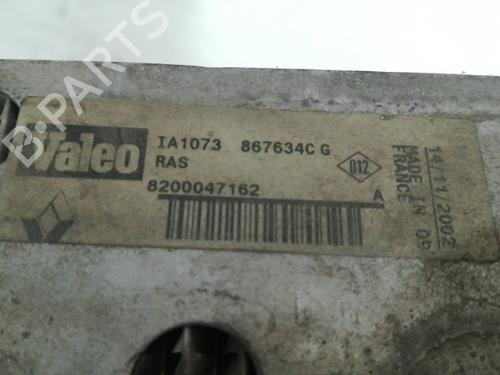 Valeo
IA1073 867634C G
RAS
8200047162
012
A
14.11.2002
MADE IN
FRANCE 05
B-PARTS